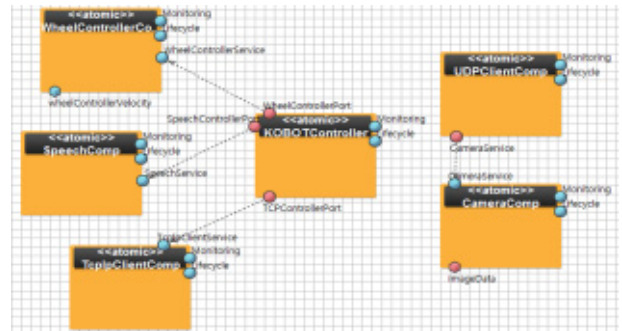 <<atomic>>
WheelControllerCo
Monitoring
Lifecycle
WheelControllerService
wheelControllerVelocity
<<atomic>>
UDPClientComp
Monitoring
Lifecycle
CameraService
WheelControllerPort
SpeechControllerPort
<<atomic>>
KOBOTController
Monitoring
Lifecycle
TCPControllerPort
<<atomic>>
SpeechComp
Monitoring
Lifecycle
SpeechService
CameraService
<<atomic>>
CameraComp
Monitoring
Lifecycle
ImageData
TcpIpClientService
<<atomic>>
TcpIpClientComp
Monitoring
Lifecycle